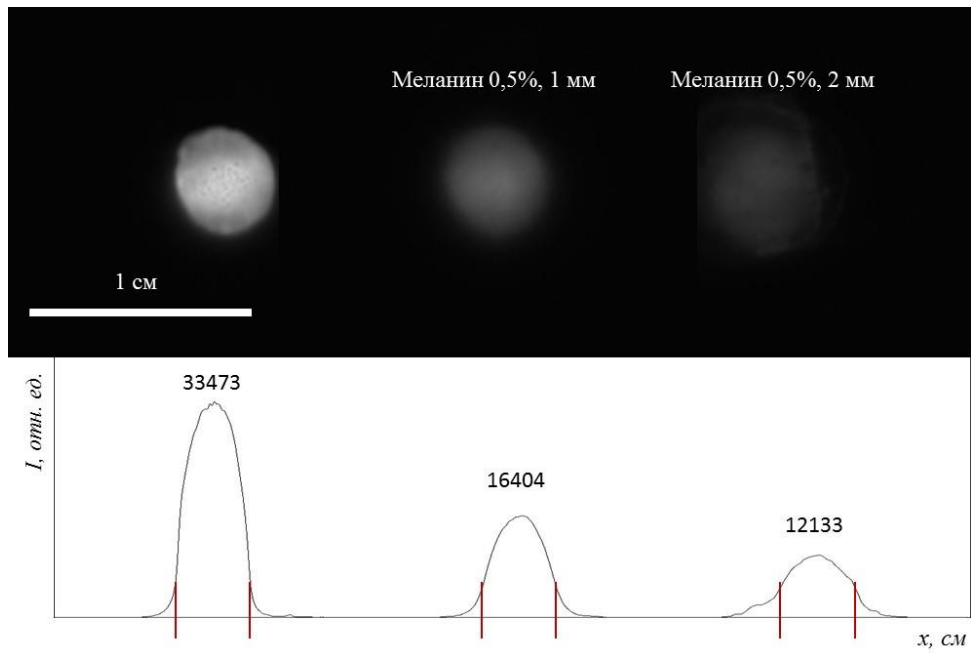 Меланин 0,5%, 1 мм
Меланин 0,5%, 2 мм
1 см
I, отн. ед.
33473
16404
12133
x, см